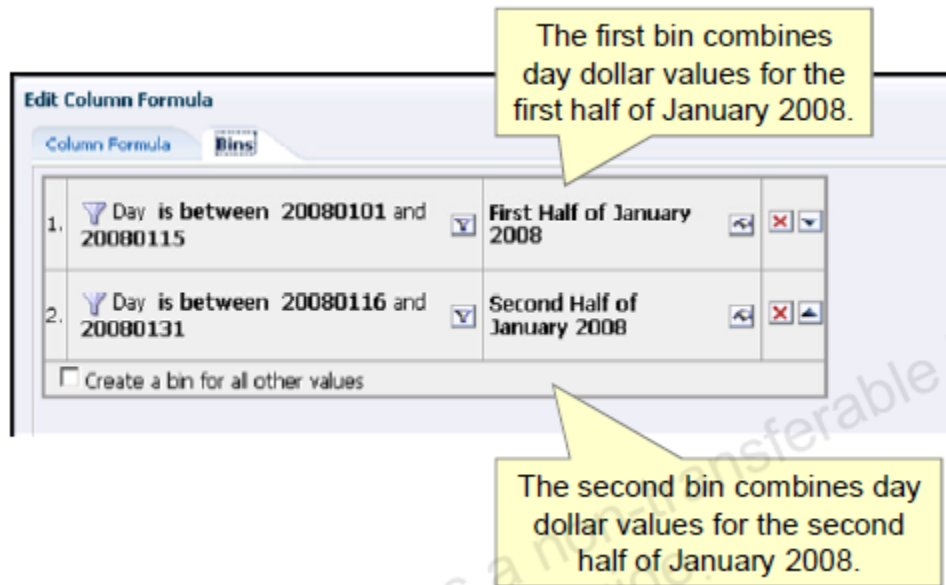 The first bin combines
day dollar values for the
first half of January 2008.
Edit Column Formula
Column Formula Bins
1. Day is between 20080101 and
20080115
First Half of January
2008
2. Day is between 20080116 and
20080131
Second Half of
January 2008
Create a bin for all other values
The second bin combines day
dollar values for the second
half of January 2008.
s a non-transferable